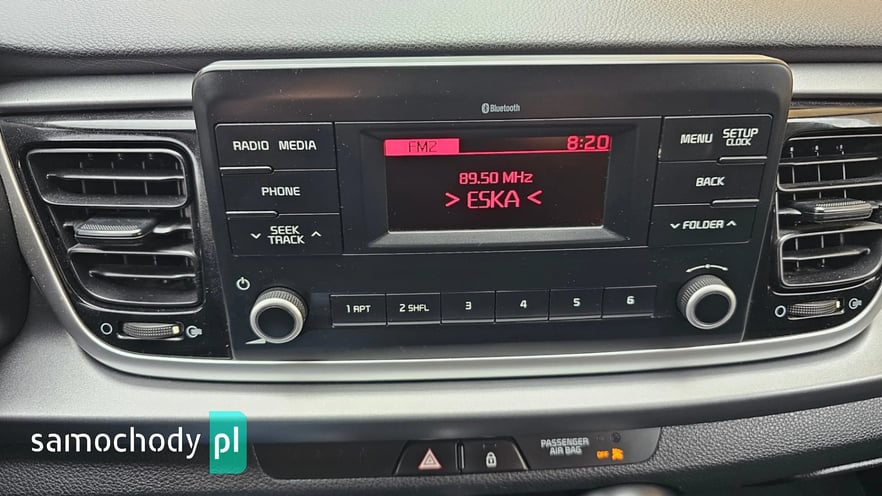 Bluetooth
RADIO MEDIA
FM2 8:20
MENU SETUP CLOCK
89.50 MHz
PHONE
> ESKA <
BACK
SEEK TRACK
FOLDER
1 RPT 2 SHFL 3 4 5 6
samochody pl
PASSENGER
AIR BAG
OFF